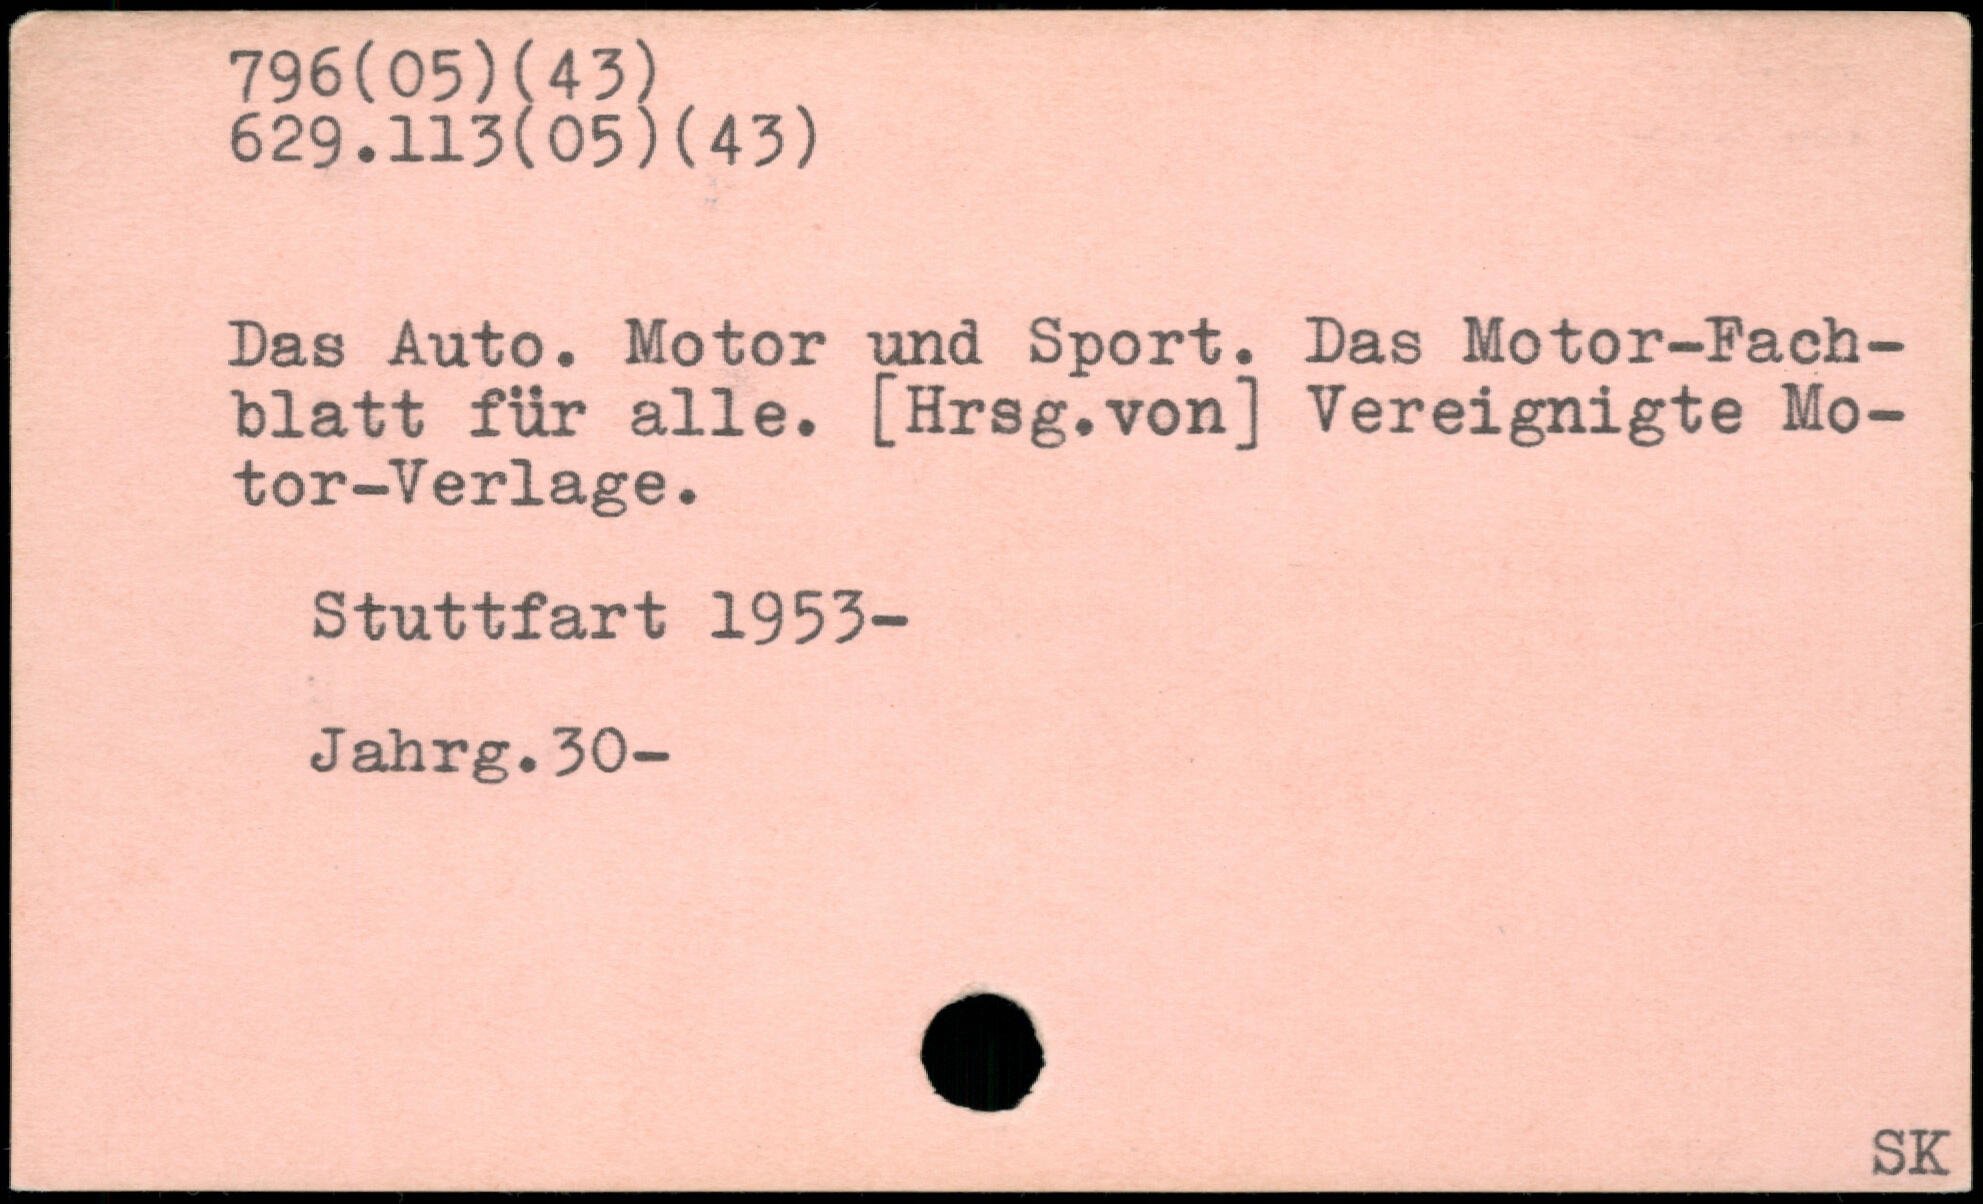 796(05)(43)
629.113(05)(43)
Das Auto. Motor und Sport. Das Motor-Fach-
blatt für alle. [Hrsg.von] Vereignigte Mo-
tor-Verlage.
Stuttfart 1953-
Jahrg.30-
SK